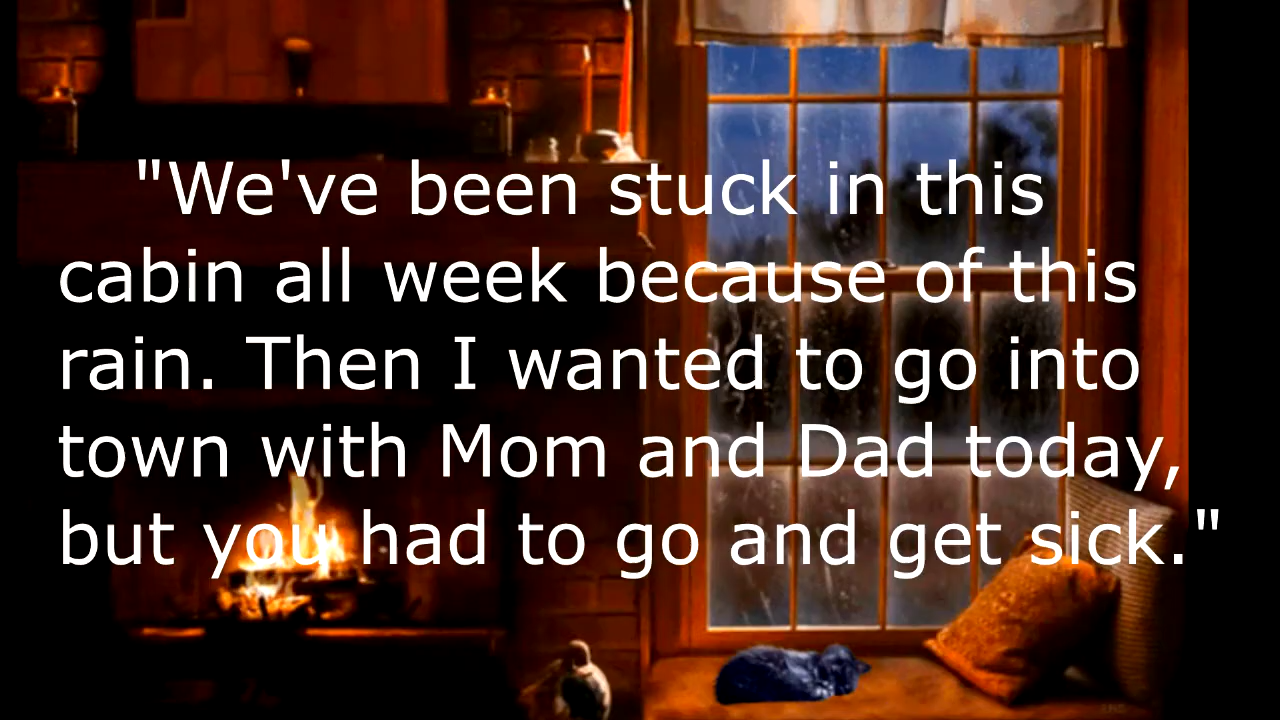 "We've been stuck in this
cabin all week because of this
rain. Then I wanted to go into
town with Mom and Dad today,
but you had to go and get sick."